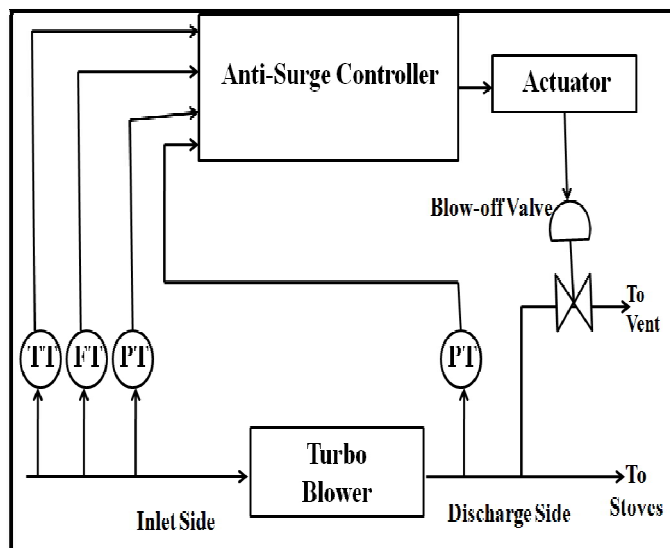 Anti-Surge Controller
Actuator
Blow-off Valve
To
Vent
TT
FT
PT
PT
Turbo
Blower
To
Stoves
Inlet Side
Discharge Side